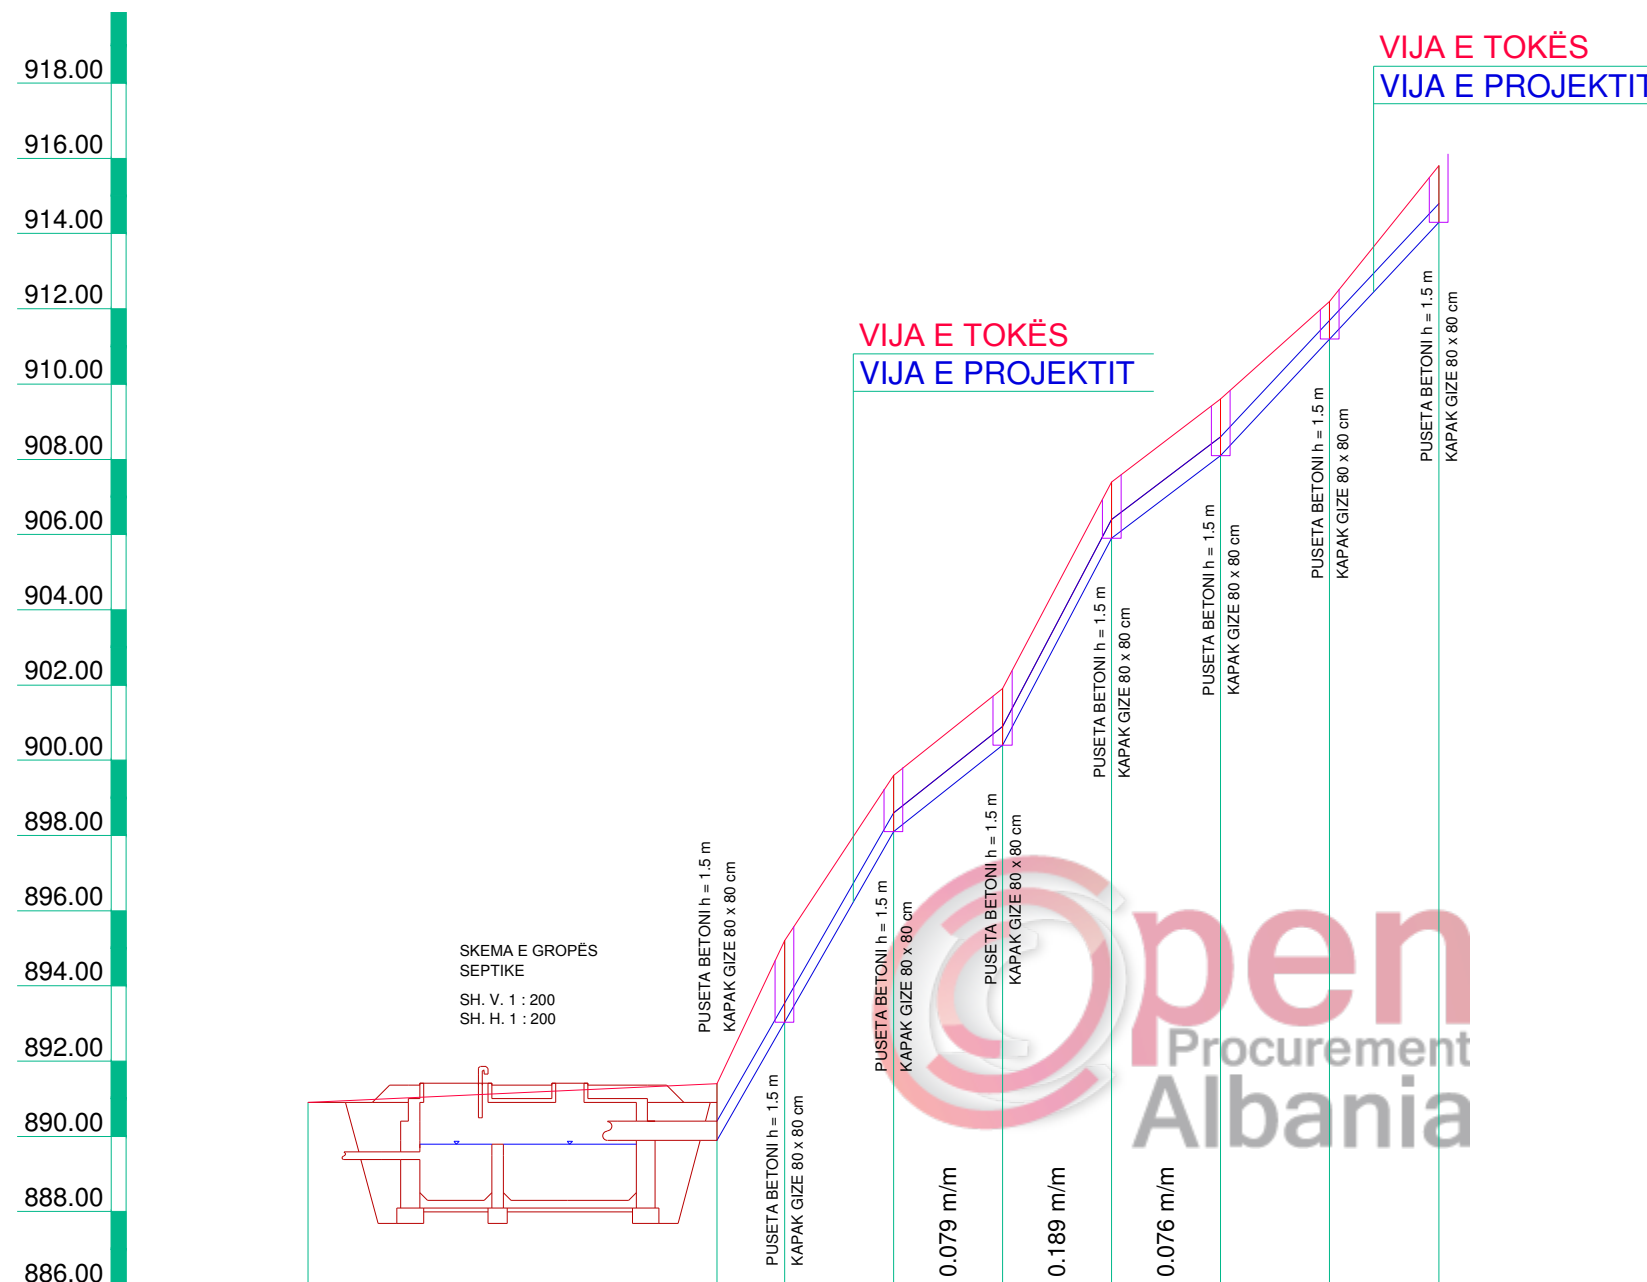 VIJA E TOKËS
VIJA E PROJEKTIT
918.00
916.00
914.00
912.00
910.00
908.00
906.00
904.00
902.00
900.00
898.00
896.00
894.00
892.00
890.00
888.00
886.00
VIJA E TOKËS
VIJA E PROJEKTIT
SKEMA E GROPËS
SEPTIKE
SH. V. 1 : 200
SH. H. 1 : 200
PUSETA BETONI h = 1.5 m
KAPAK GIZE 80 x 80 cm
PUSETA BETONI h = 1.5 m
KAPAK GIZE 80 x 80 cm
PUSETA BETONI h = 1.5 m
KAPAK GIZE 80 x 80 cm
PUSETA BETONI h = 1.5 m
KAPAK GIZE 80 x 80 cm
PUSETA BETONI h = 1.5 m
KAPAK GIZE 80 x 80 cm
PUSETA BETONI h = 1.5 m
KAPAK GIZE 80 x 80 cm
PUSETA BETONI h = 1.5 m
KAPAK GIZE 80 x 80 cm
PUSETA BETONI h = 1.5 m
KAPAK GIZE 80 x 80 cm
0.079 m/m
0.189 m/m
0.076 m/m
Open
Procurement
Albania